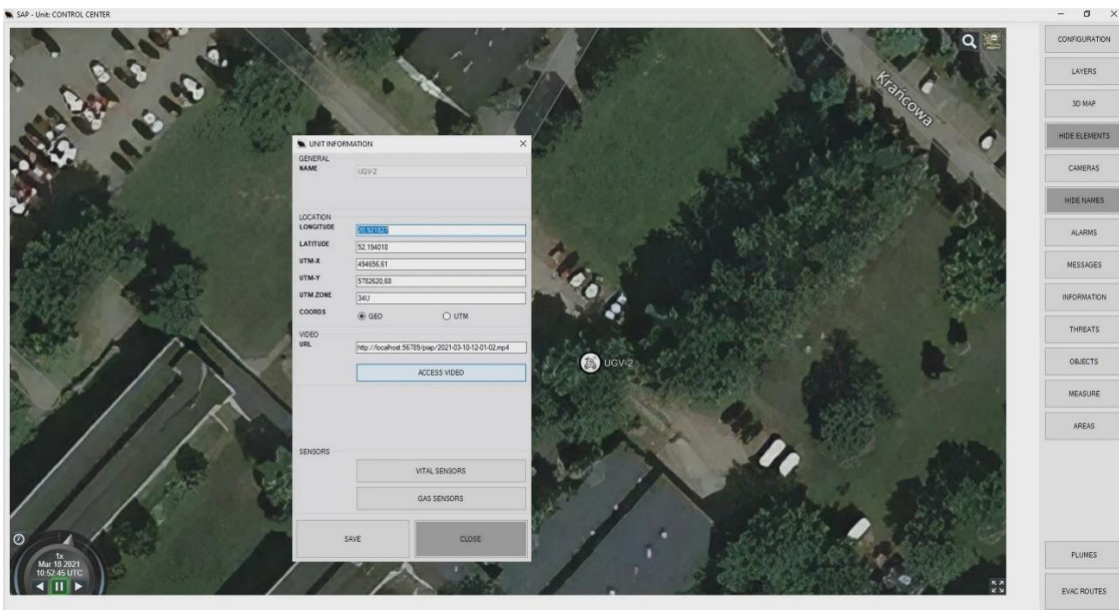 SAP - Unit: CONTROL CENTER
CONFIGURATION
LAYERS
3D MAP
HIDE ELEMENTS
CAMERAS
HIDE NAMES
ALARMS
MESSAGES
INFORMATION
THREATS
OBJECTS
MEASURE
AREAS
PLUMES
EVAC ROUTES
Krańcowa
UNIT INFORMATION
GENERAL
NAME UGV-2
LOCATION
LONGITUDE
LATITUDE 52,194018
UTM-X 494656,61
UTM-Y 5782620,68
UTM ZONE 34U
COORDS GEO UTM
VIDEO
URL http://localhost:56789/piap/2021-03-10-12-01-02.mp4
ACCESS VIDEO
SENSORS
VITAL SENSORS
GAS SENSORS
SAVE CLOSE
UGV-2
1x
Mar 18 2021
10:52:45 UTC